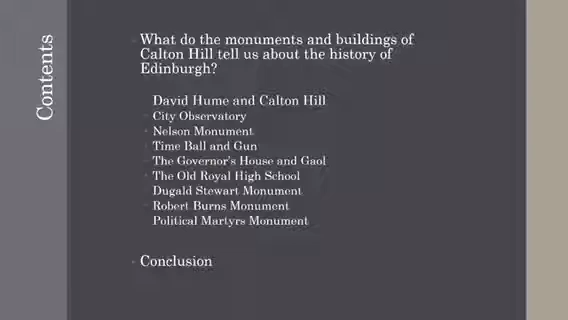 Contents
What do the monuments and buildings of
Calton Hill tell us about the history of
Edinburgh?
David Hume and Calton Hill
City Observatory
Nelson Monument
Time Ball and Gun
The Governor's House and Gaol
The Old Royal High School
Dugald Stewart Monument
Robert Burns Monument
Political Martyrs Monument
Conclusion